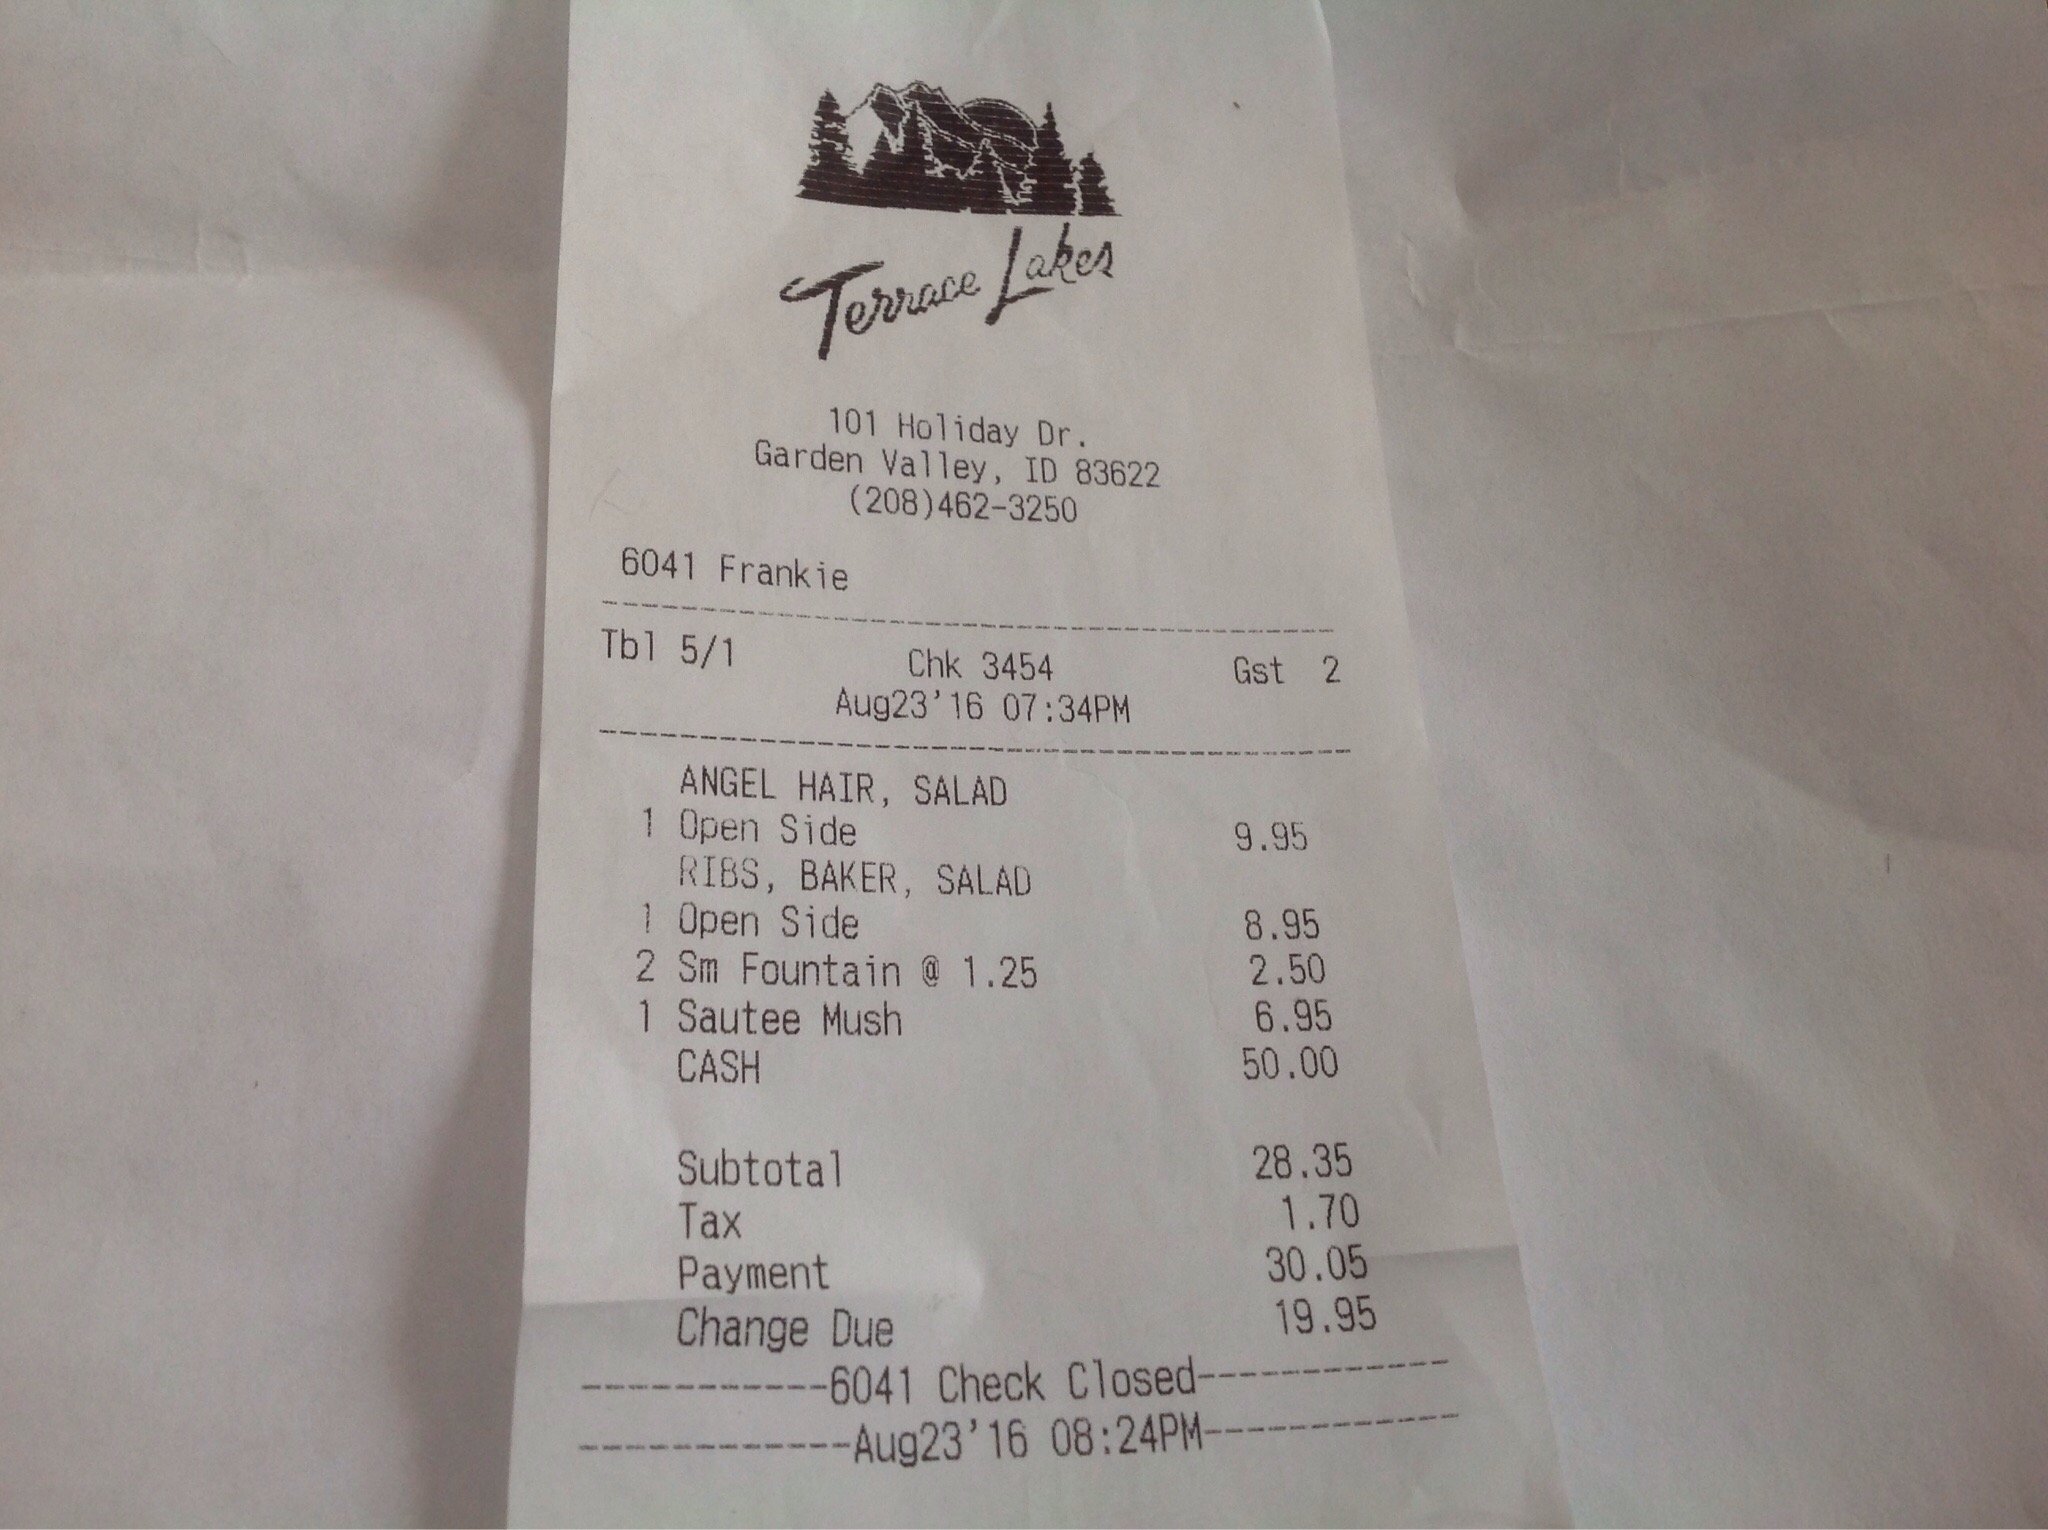 Terrace Lakes
101 Holiday Dr.
Garden Valley, ID 83622
(208)462-3250
6041 Frankie
Tbl 5/1 Chk 3454 Gst 2
Aug23'16 07:34PM
ANGEL HAIR, SALAD
1 Open Side 9.95
RIBS, BAKER, SALAD
1 Open Side 8.95
2 Sm Fountain @ 1.25 2.50
1 Sautee Mush 6.95
CASH 50.00
Subtotal 28.35
Tax 1.70
Payment 30.05
Change Due 19.95
-----------6041 Check Closed-----------
------------Aug23'16 08:24PM-----------